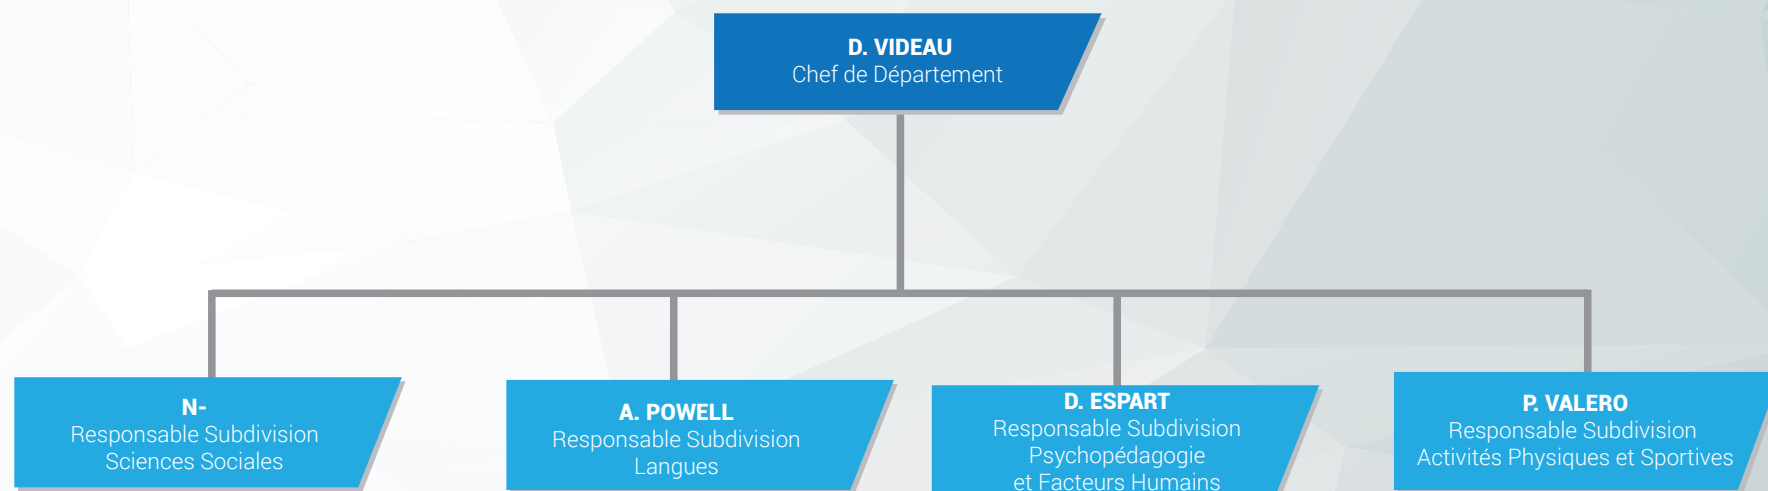 D. VIDEAU
Chef de Département
N-
Responsable Subdivision
Sciences Sociales
A. POWELL
Responsable Subdivision
Langues
D. ESPART
Responsable Subdivision
Psychopédagogie
et Facteurs Humains
P. VALERO
Responsable Subdivision
Activités Physiques et Sportives